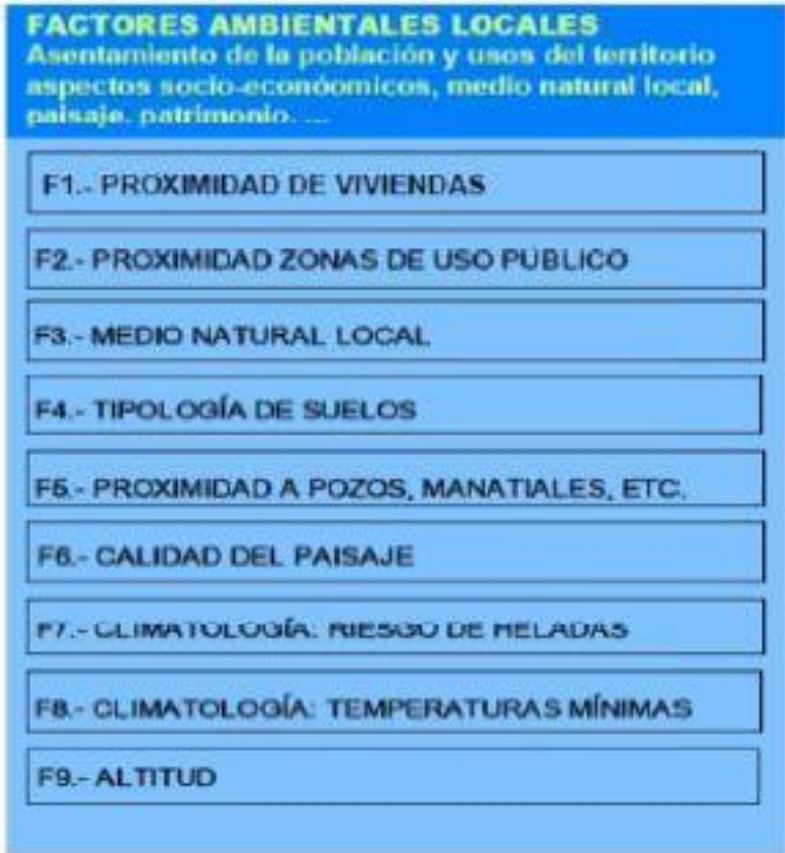 FACTORES AMBIENTALES LOCALES
Asentamiento de la población y usos del territorio
aspectos socio-econóomicos, medio natural local,
paisaje. patrimonio. ...
F1.- PROXIMIDAD DE VIVIENDAS
F2.- PROXIMIDAD ZONAS DE USO PUBLICO
F3.- MEDIO NATURAL LOCAL
F4.- TIPOLOGÍA DE SUELOS
F5.- PROXIMIDAD A POZOS, MANATIALES, ETC.
F6.- CALIDAD DEL PAISAJE
F7.- CLIMATOLOGÍA: RIESGO DE HELADAS
F8.- CLIMATOLOGÍA: TEMPERATURAS MÍNIMAS
F9.- ALTITUD